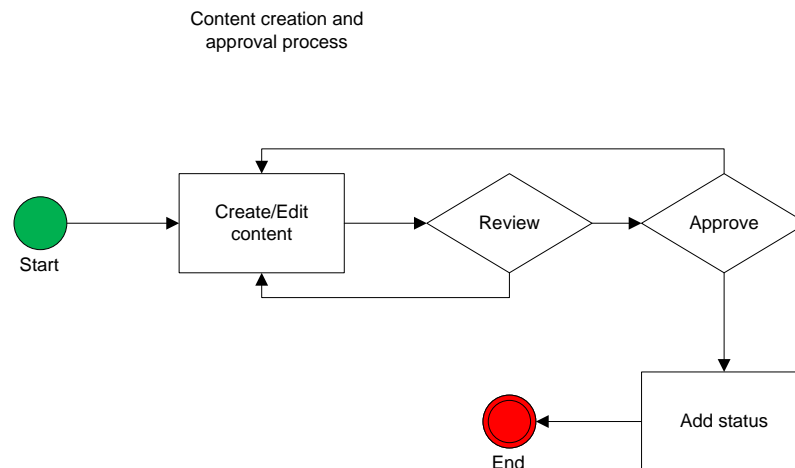 Content creation and
approval process
Create/Edit
content
Review
Approve
Start
Add status
End